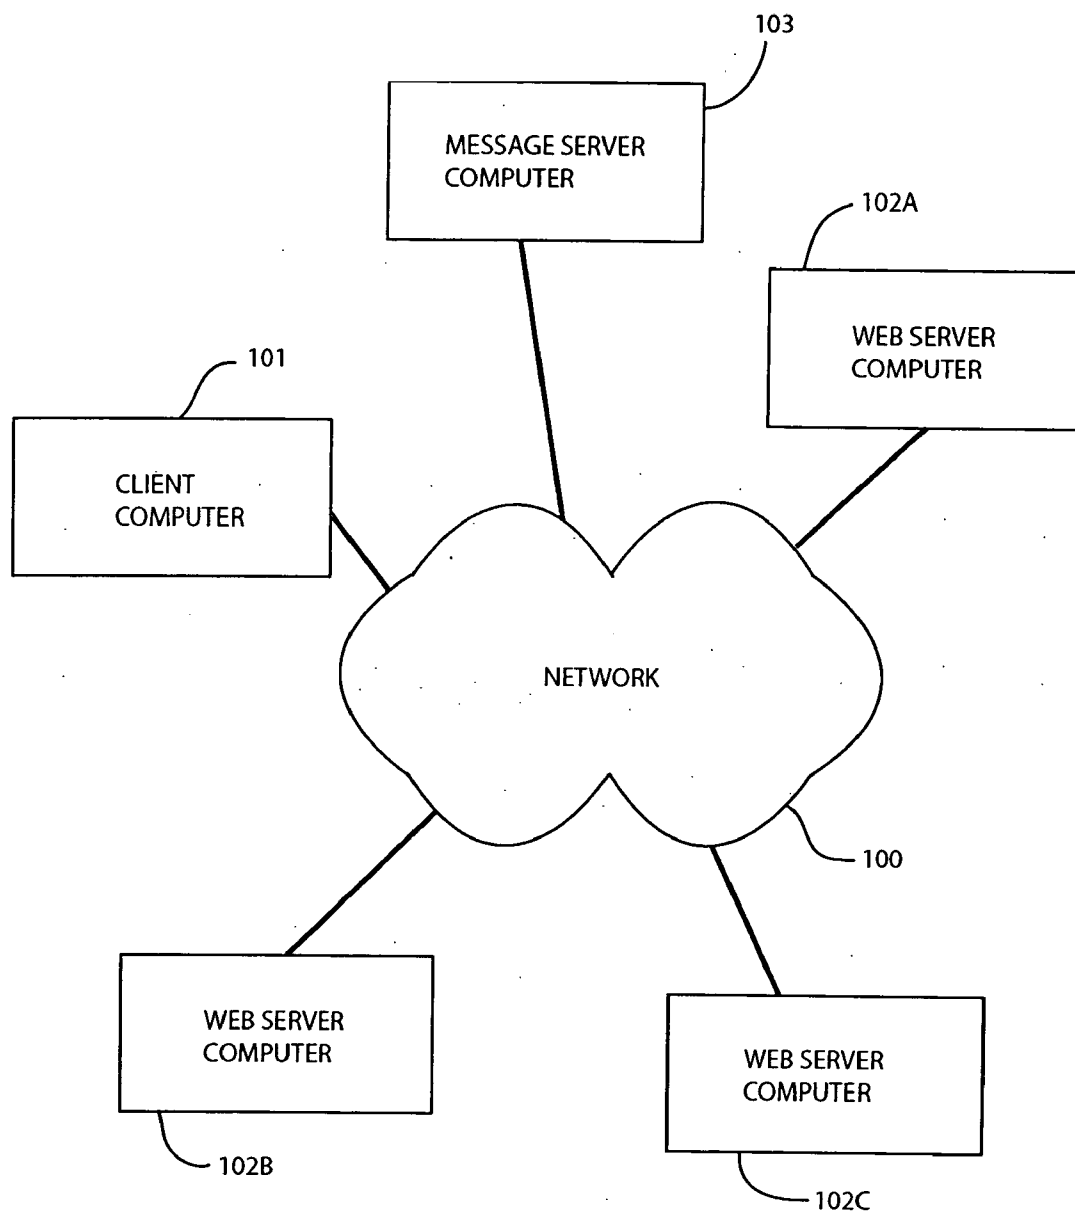 103
MESSAGE SERVER
COMPUTER
102A
WEB SERVER
COMPUTER
101
CLIENT
COMPUTER
NETWORK
100
WEB SERVER
COMPUTER
102B
WEB SERVER
COMPUTER
102C